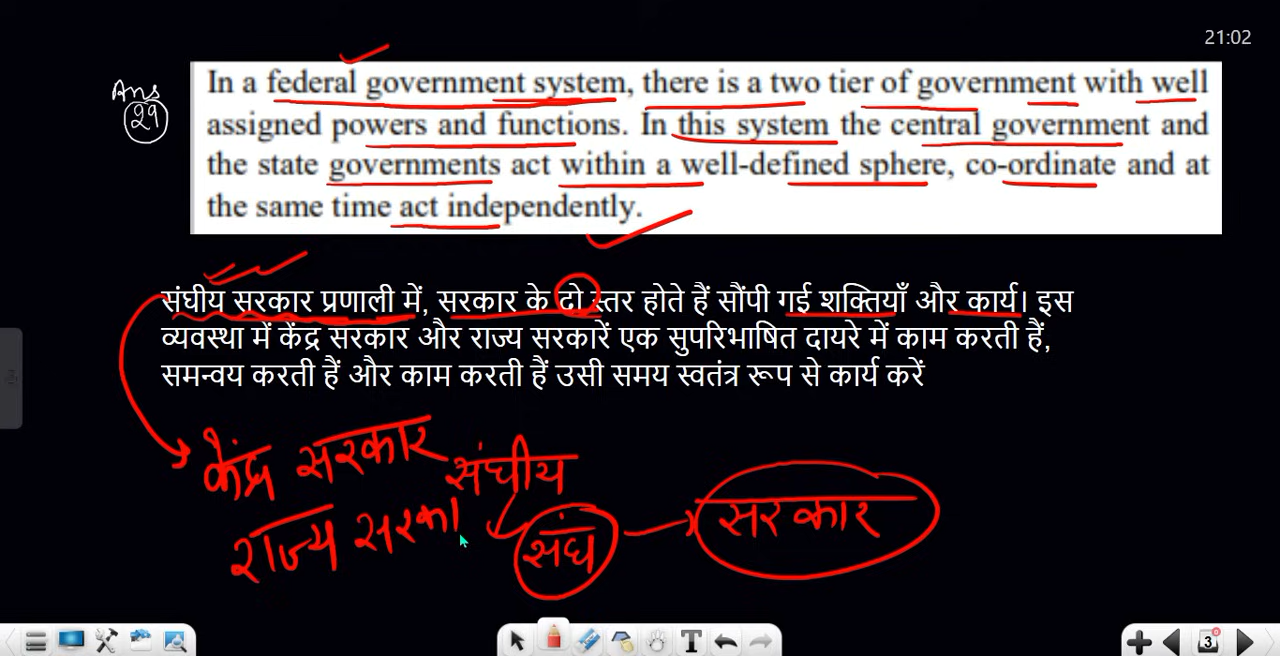 21:02
Ans
29
In a federal government system, there is a two tier of government with well
assigned powers and functions. In this system the central government and
the state governments act within a well-defined sphere, co-ordinate and at
the same time act independently.
संघीय सरकार प्रणाली में, सरकार के दो स्तर होते हैं सौंपी गई शक्तियाँ और कार्य। इस
व्यवस्था में केंद्र सरकार और राज्य सरकारें एक सुपरिभाषित दायरे में काम करती हैं,
समन्वय करती हैं और काम करती हैं उसी समय स्वतंत्र रूप से कार्य करें
केंद्र सरकार
संघीय
राज्य सरका
संघ
सरकार
T
3